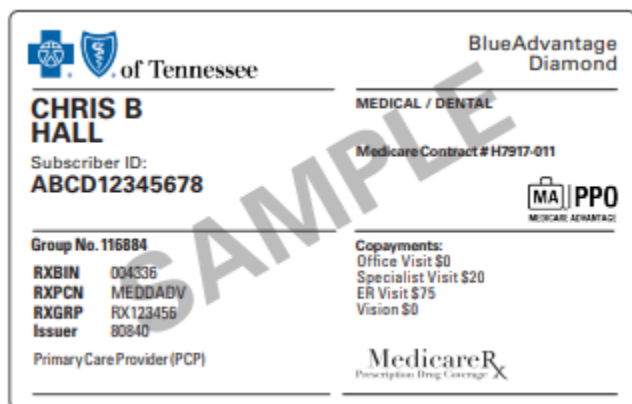 of Tennessee
BlueAdvantage
Diamond
CHRIS B
HALL
Subscriber ID:
ABCD12345678
MEDICAL / DENTAL
Medicare Contract # H7917-011
MA PPO
MEDICARE ADVANTAGE
Group No. 116884
RXBIN 004336
RXPCN MEDDADV
RXGRP RX123456
Issuer 80840
Primary Care Provider (PCP)
Copayments:
Office Visit $0
Specialist Visit $20
ER Visit $75
Vision $0
MedicareRx
Prescription Drug Coverage
SAMPLE